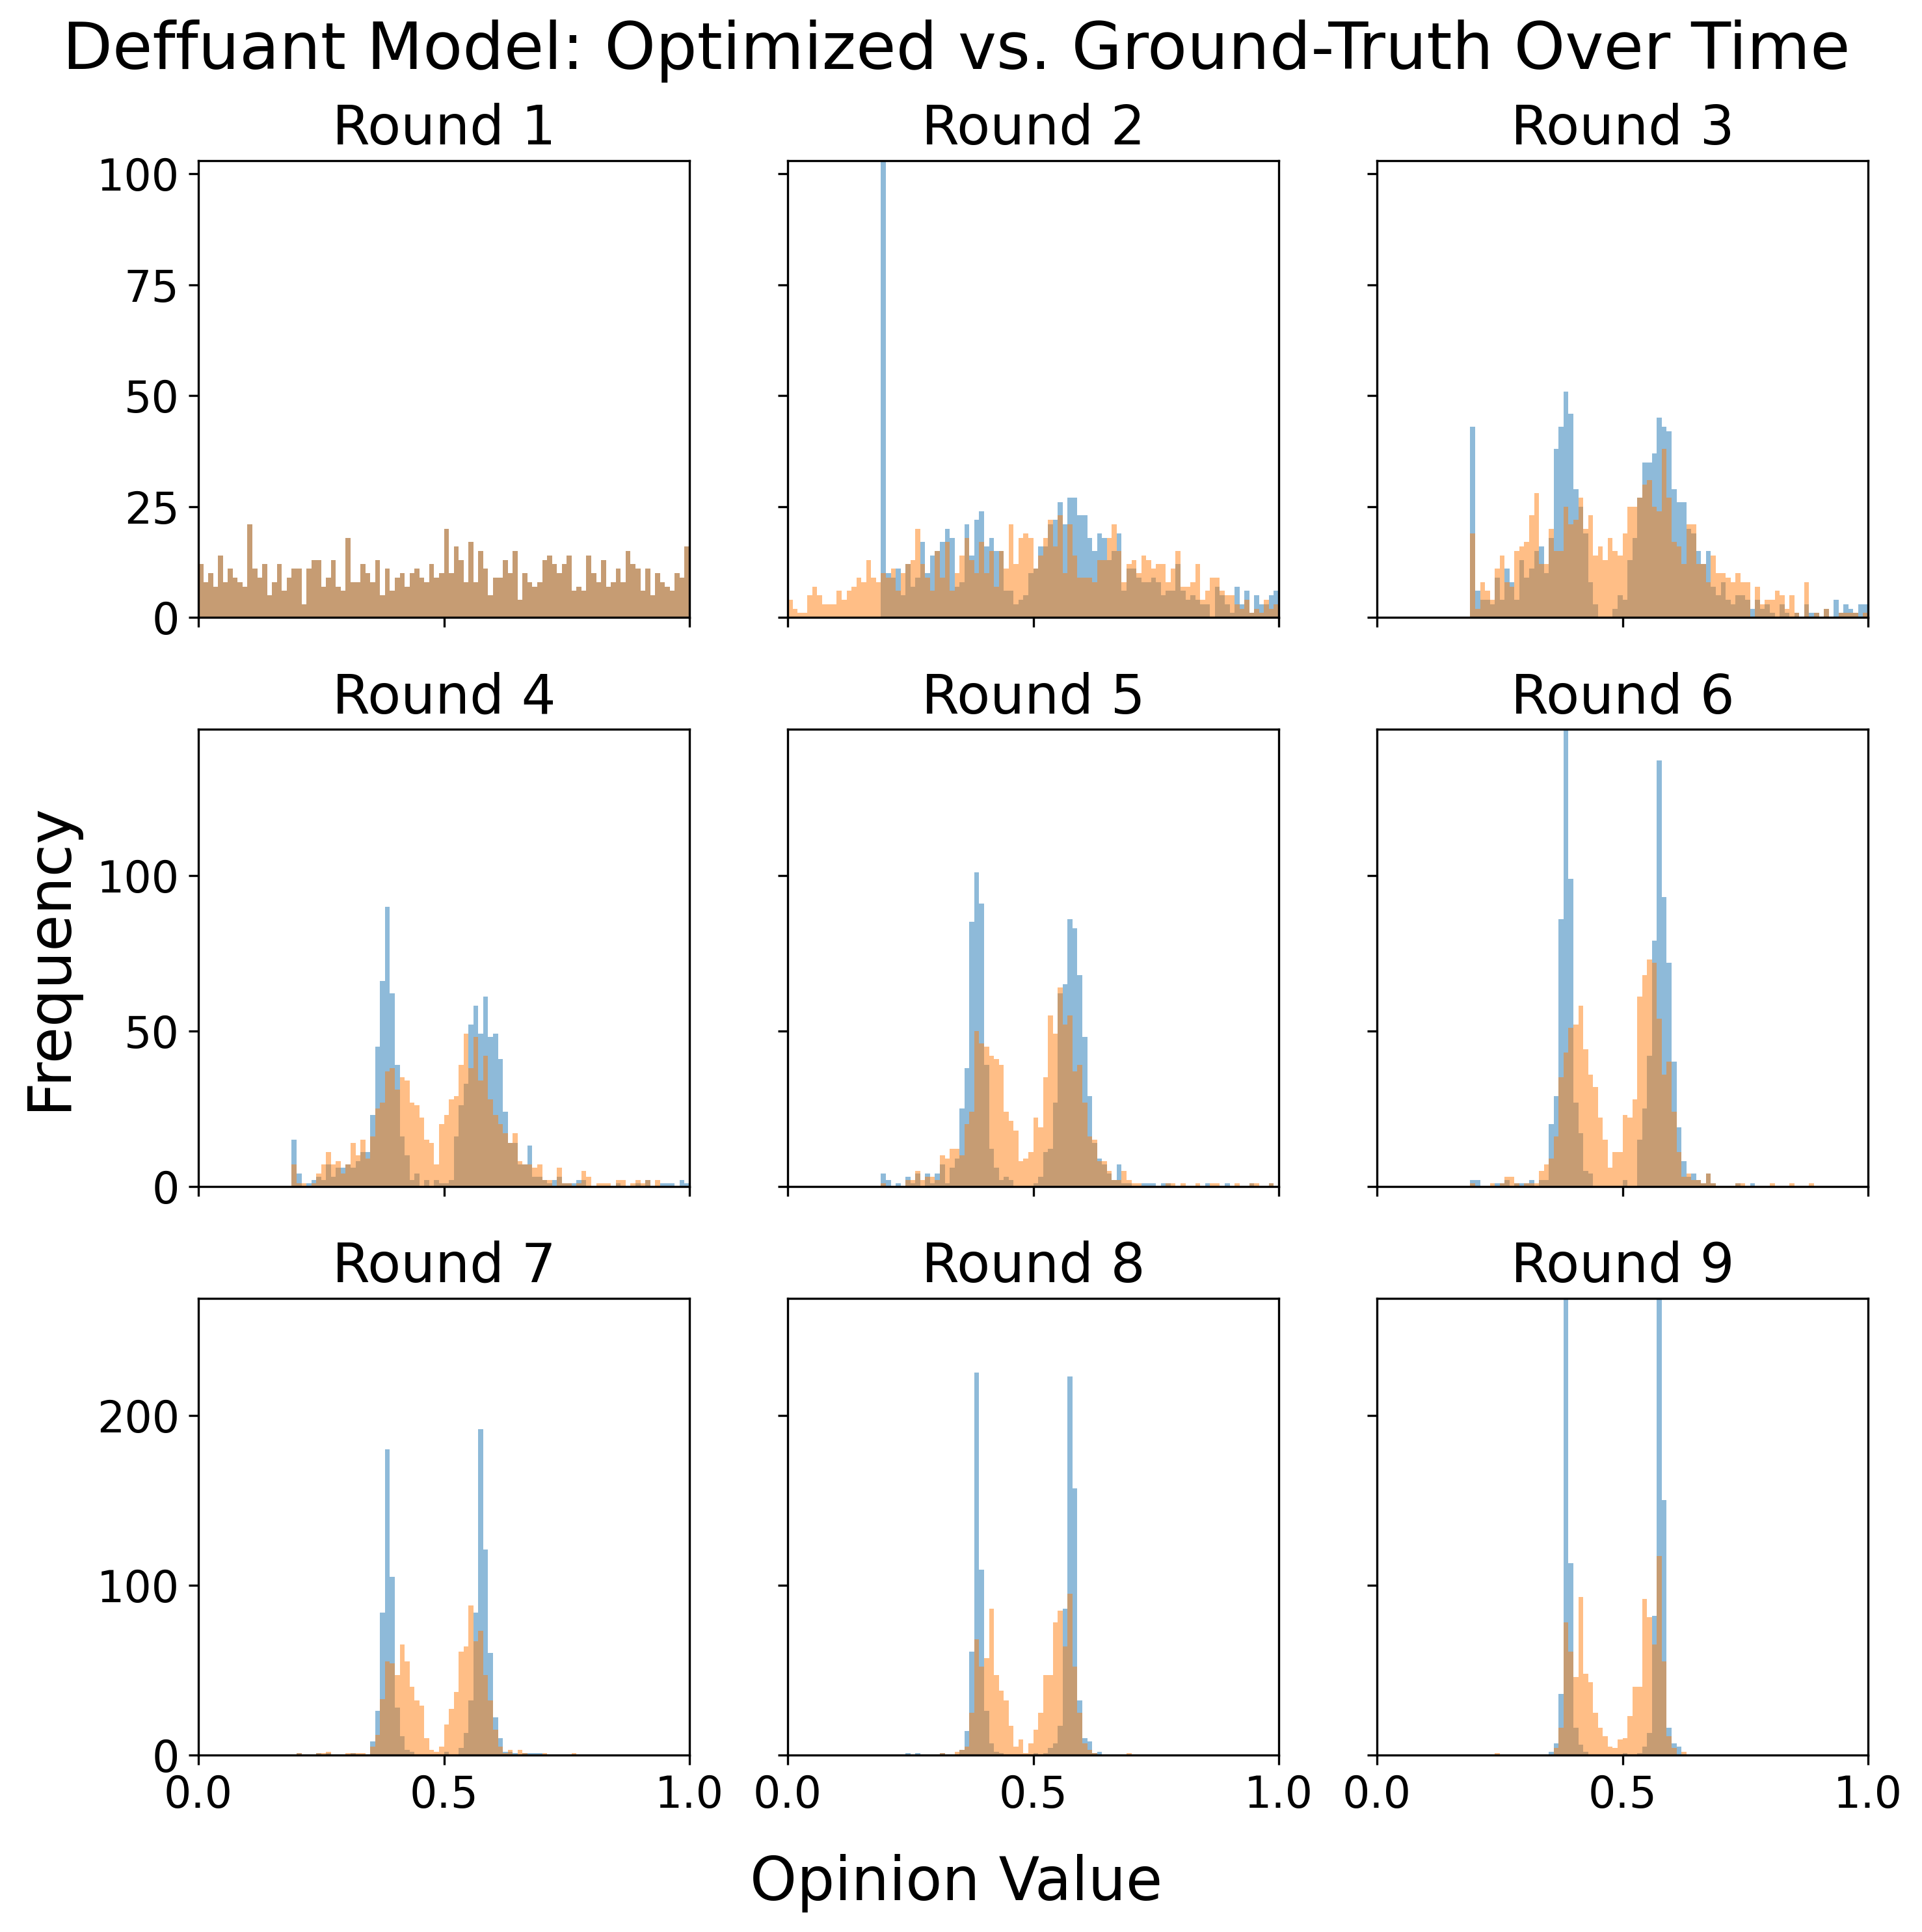 Deffuant Model: Optimized vs. Ground-Truth Over Time
Round 1
Round 2
Round 3
100
75
50
25
0
Round 4
Round 5
Round 6
Frequency
100
50
0
Round 7
Round 8
Round 9
200
100
0
0.0 0.5 1.0 0.0 0.5 1.0 0.0 0.5 1.0
Opinion Value